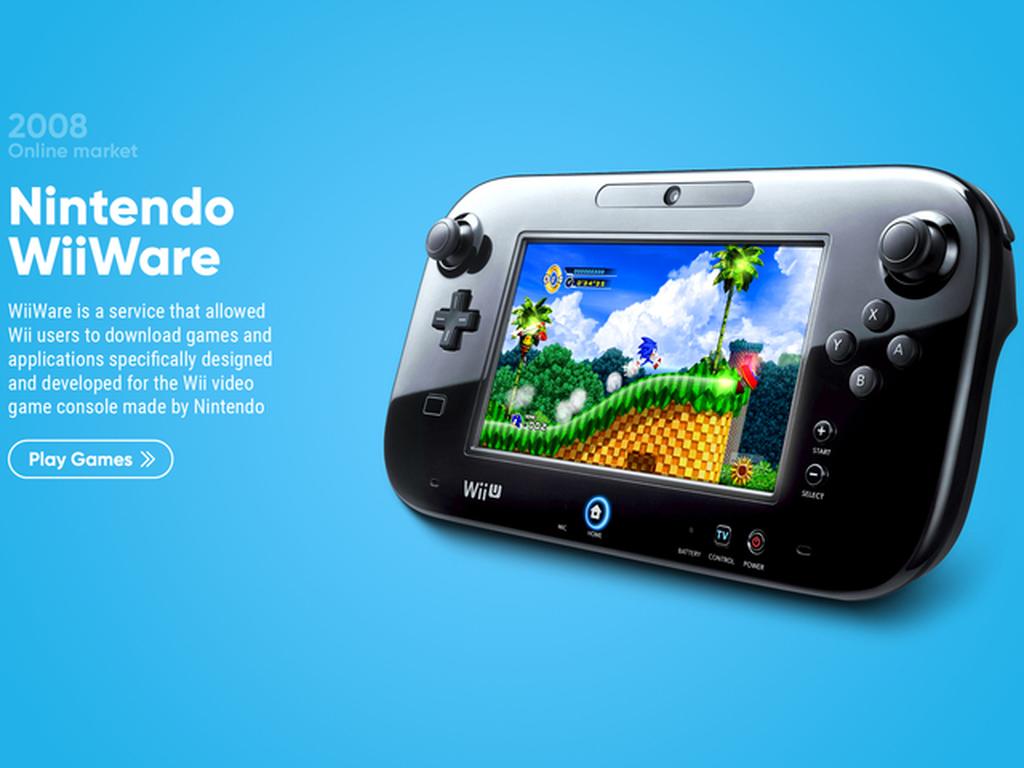 2008
Online market
Nintendo
WiiWare
WiiWare is a service that allowed
Wii users to download games and
applications specifically designed
and developed for the Wii video
game console made by Nintendo
Play Games
X
Y
A
B
START
SELECT
Wii U
MIC
HOME
TV
BATTERY
CONTROL
POWER